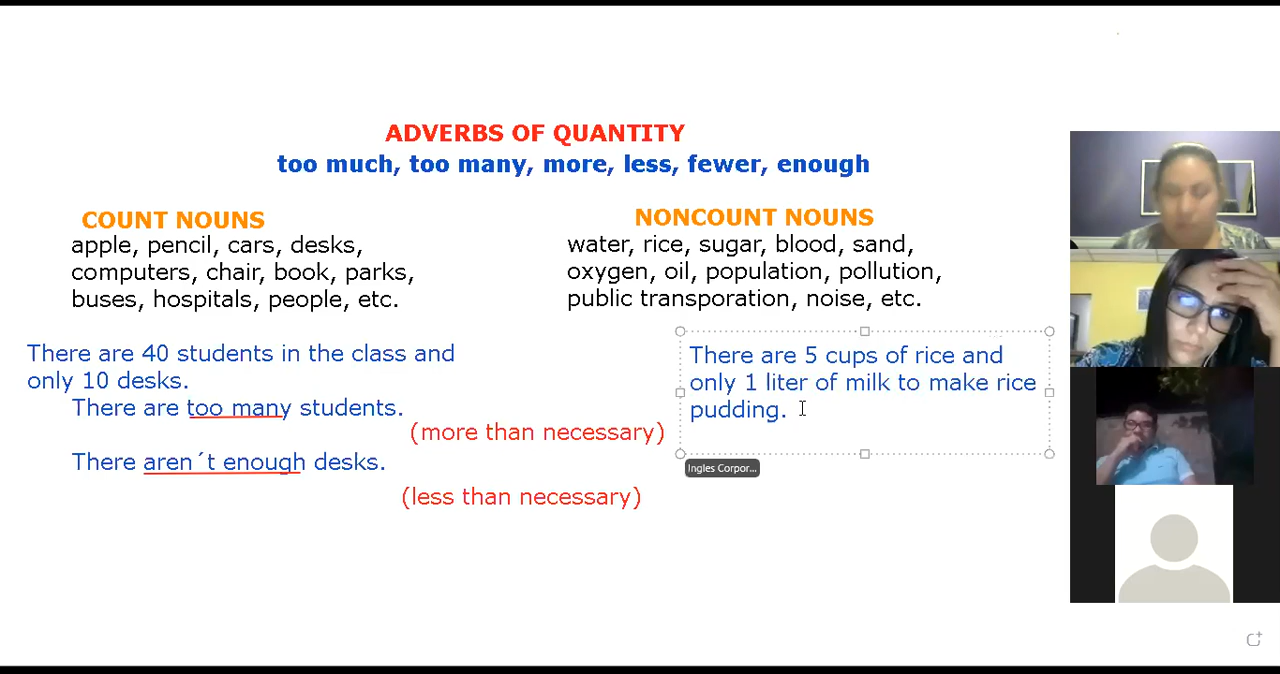 ADVERBS OF QUANTITY
too much, too many, more, less, fewer, enough
COUNT NOUNS
apple, pencil, cars, desks,
computers, chair, book, parks,
buses, hospitals, people, etc.
NONCOUNT NOUNS
water, rice, sugar, blood, sand,
oxygen, oil, population, pollution,
public transporation, noise, etc.
There are 40 students in the class and
only 10 desks.
There are too many students.
(more than necessary)
There aren´t enough desks.
(less than necessary)
There are 5 cups of rice and
only 1 liter of milk to make rice
pudding.
Ingles Corpor...